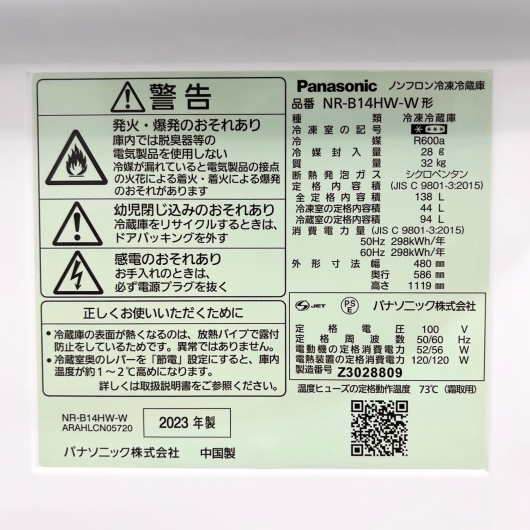 警告
発火・爆発のおそれあり
庫内では脱臭器等の
電気製品を使用しない
冷媒が漏れていると電気製品の接点
の火花による着火・着火による爆発
のおそれあり
幼児閉じ込みのおそれあり
冷蔵庫をリサイクルするときは、
ドアパッキングを外す
感電のおそれあり
お手入れのときは、
必ず電源プラグを抜く
正しくお使いいただくために
・冷蔵庫の表面が熱くなるのは、放熱パイプで露付
防止をしているため。異常ではありません。
・冷蔵室奥のレバーを「節電」設定にすると、庫内
温度が約1~2℃高めになります。
詳しくは取扱説明書をご覧ください。
NR-B14HW-W
ARAHLCN05720
2023 年製
パナソニック株式会社 中国製
Panasonic ノンフロン冷凍冷蔵庫
品番 NR-B14HW-W形
種類 冷凍冷蔵庫
冷凍室の記号 ****
冷媒 R600a
冷媒封入量 28 g
質量 32 kg
断熱発泡ガス シクロペンタン
定格内容積 (JIS C 9801-3:2015)
全定格内容積 138 L
冷凍室の定格内容積 44 L
冷蔵室の定格内容積 94 L
消費電力量 (JIS C 9801-3:2015)
50Hz 298kWh/年
60Hz 298kWh/年
外形寸法 幅 480 mm
奥行 586 mm
高さ 1119 mm
S JET PS E パナソニック株式会社
定格電圧 100 V
定格周波数 50/60 Hz
電動機の定格消費電力 52/56 W
電熱装置の定格消費電力 120/120 W
製造番号 Z3028809
温度ヒューズの定格動作温度 73℃ (霜取用)